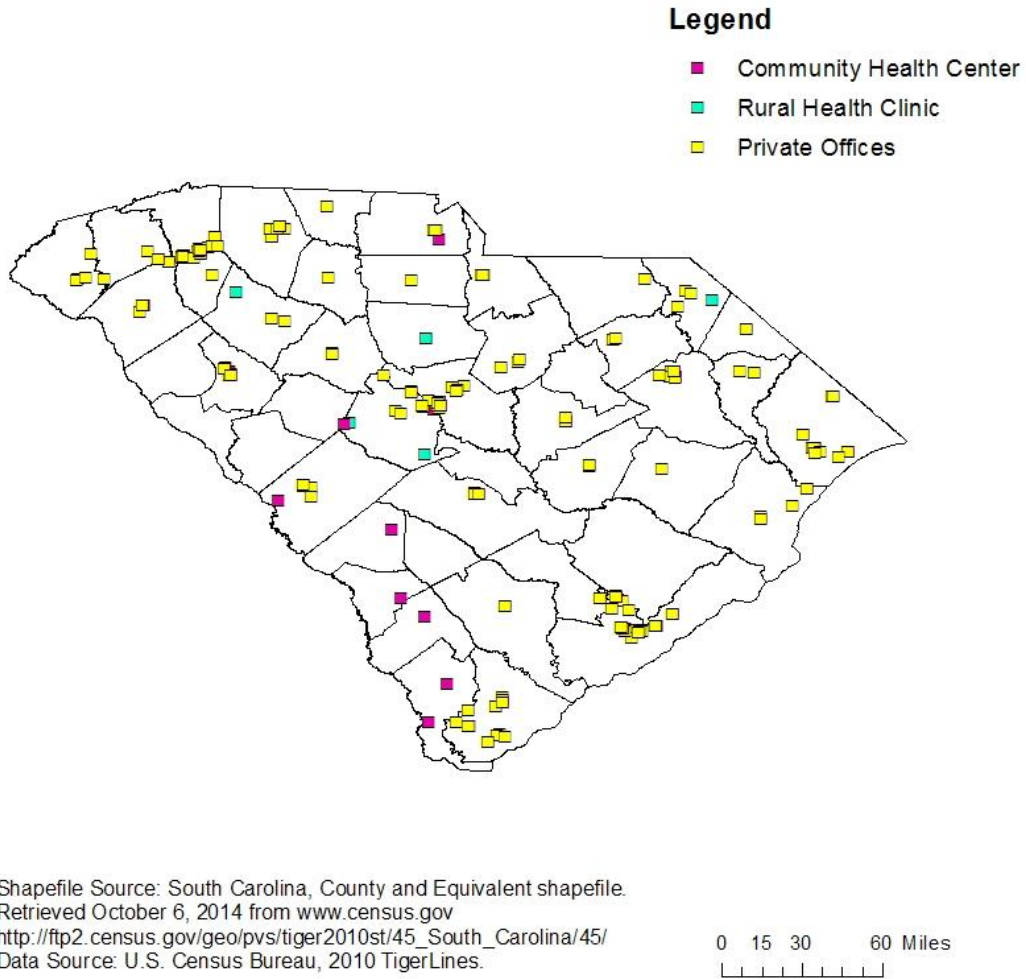 Legend
Community Health Center
Rural Health Clinic
Private Offices
Shapefile Source: South Carolina, County and Equivalent shapefile.
Retrieved October 6, 2014 from www.census.gov
http://ftp2.census.gov/geo/pvs/tiger2010st/45_South_Carolina/45/
Data Source: U.S. Census Bureau, 2010 TigerLines.
0 15 30 60 Miles